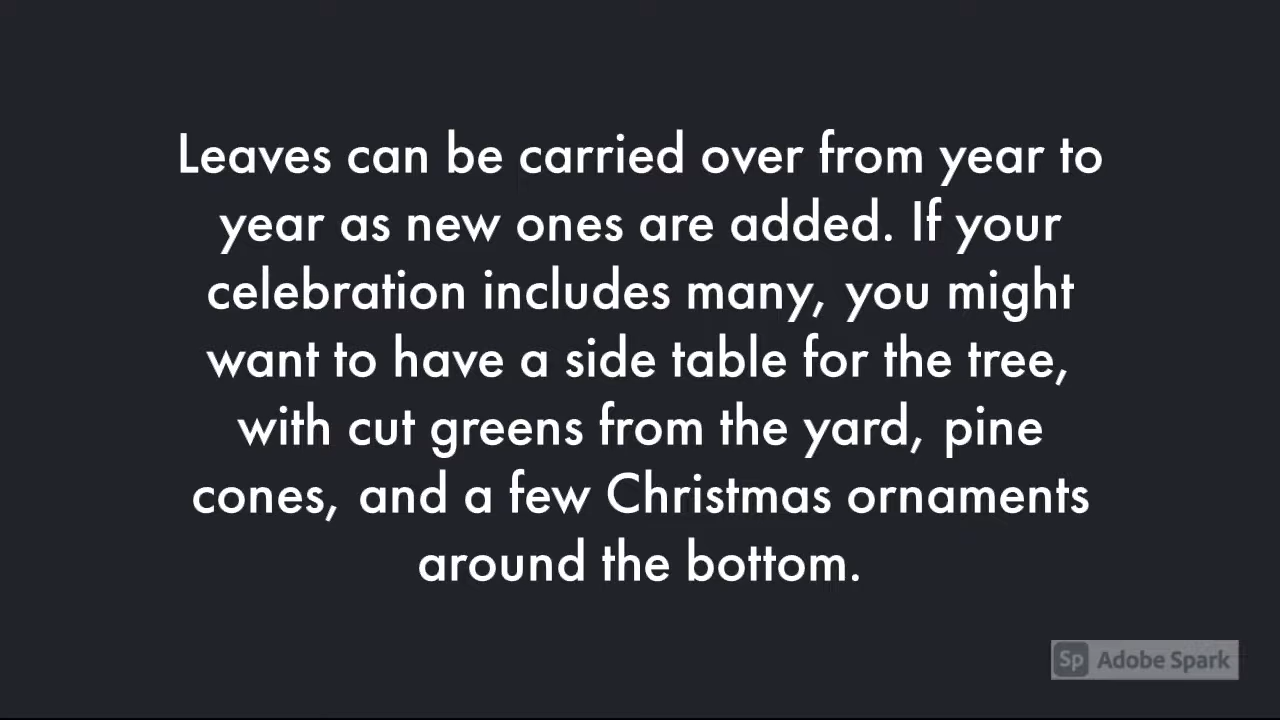 Leaves can be carried over from year to
year as new ones are added. If your
celebration includes many, you might
want to have a side table for the tree,
with cut greens from the yard, pine
cones, and a few Christmas ornaments
around the bottom.
Sp Adobe Spark